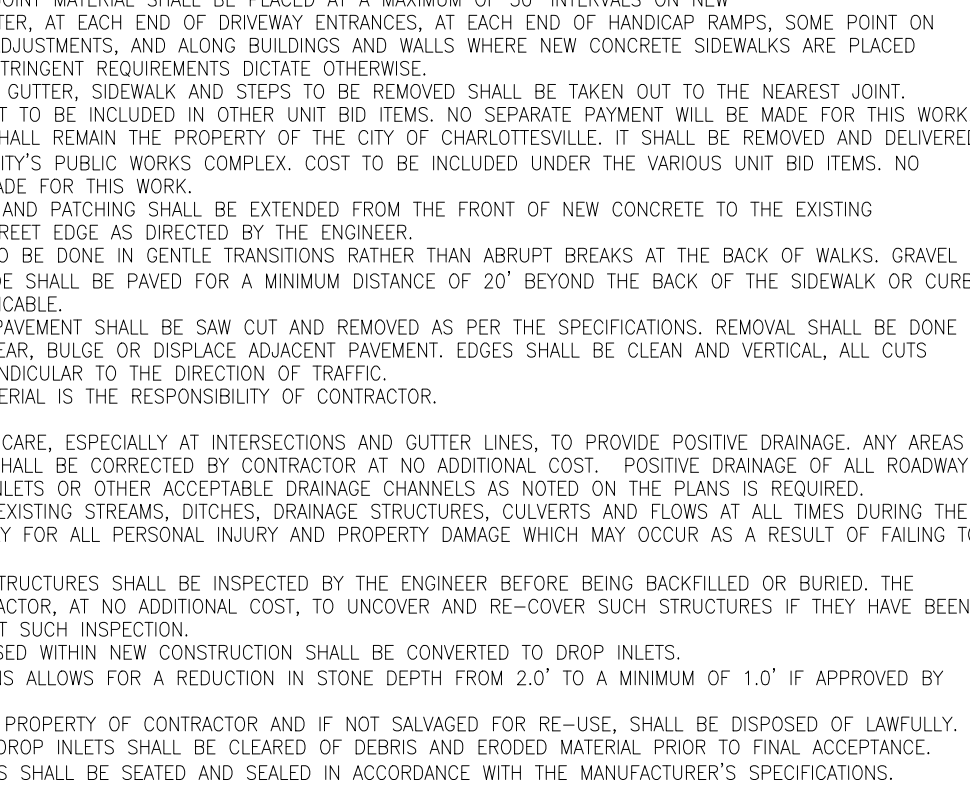 JOINT MATERIAL SHALL BE PLACED AT A MAXIMUM OF 30' INTERVALS ON NEW
TER, AT EACH END OF DRIVEWAY ENTRANCES, AT EACH END OF HANDICAP RAMPS, SOME POINT ON
DJUSTMENTS, AND ALONG BUILDINGS AND WALLS WHERE NEW CONCRETE SIDEWALKS ARE PLACED
TRINGENT REQUIREMENTS DICTATE OTHERWISE.
GUTTER, SIDEWALK AND STEPS TO BE REMOVED SHALL BE TAKEN OUT TO THE NEAREST JOINT.
T TO BE INCLUDED IN OTHER UNIT BID ITEMS. NO SEPARATE PAYMENT WILL BE MADE FOR THIS WORK
HALL REMAIN THE PROPERTY OF THE CITY OF CHARLOTTESVILLE. IT SHALL BE REMOVED AND DELIVERED
ITY'S PUBLIC WORKS COMPLEX. COST TO BE INCLUDED UNDER THE VARIOUS UNIT BID ITEMS. NO
ADE FOR THIS WORK.
AND PATCHING SHALL BE EXTENDED FROM THE FRONT OF NEW CONCRETE TO THE EXISTING
REET EDGE AS DIRECTED BY THE ENGINEER.
O BE DONE IN GENTLE TRANSITIONS RATHER THAN ABRUPT BREAKS AT THE BACK OF WALKS. GRAVEL
DE SHALL BE PAVED FOR A MINIMUM DISTANCE OF 20' BEYOND THE BACK OF THE SIDEWALK OR CURB
ICABLE.
PAVEMENT SHALL BE SAW CUT AND REMOVED AS PER THE SPECIFICATIONS. REMOVAL SHALL BE DONE
EAR, BULGE OR DISPLACE ADJACENT PAVEMENT. EDGES SHALL BE CLEAN AND VERTICAL, ALL CUTS
NDICULAR TO THE DIRECTION OF TRAFFIC.
ERIAL IS THE RESPONSIBILITY OF CONTRACTOR.
CARE, ESPECIALLY AT INTERSECTIONS AND GUTTER LINES, TO PROVIDE POSITIVE DRAINAGE. ANY AREAS
HALL BE CORRECTED BY CONTRACTOR AT NO ADDITIONAL COST. POSITIVE DRAINAGE OF ALL ROADWAY
NLETS OR OTHER ACCEPTABLE DRAINAGE CHANNELS AS NOTED ON THE PLANS IS REQUIRED.
EXISTING STREAMS, DITCHES, DRAINAGE STRUCTURES, CULVERTS AND FLOWS AT ALL TIMES DURING THE
Y FOR ALL PERSONAL INJURY AND PROPERTY DAMAGE WHICH MAY OCCUR AS A RESULT OF FAILING TO
TRUCTURES SHALL BE INSPECTED BY THE ENGINEER BEFORE BEING BACKFILLED OR BURIED. THE
ACTOR, AT NO ADDITIONAL COST, TO UNCOVER AND RE-COVER SUCH STRUCTURES IF THEY HAVE BEEN
T SUCH INSPECTION.
SED WITHIN NEW CONSTRUCTION SHALL BE CONVERTED TO DROP INLETS.
NS ALLOWS FOR A REDUCTION IN STONE DEPTH FROM 2.0' TO A MINIMUM OF 1.0' IF APPROVED BY
PROPERTY OF CONTRACTOR AND IF NOT SALVAGED FOR RE-USE, SHALL BE DISPOSED OF LAWFULLY.
DROP INLETS SHALL BE CLEARED OF DEBRIS AND ERODED MATERIAL PRIOR TO FINAL ACCEPTANCE.
S SHALL BE SEATED AND SEALED IN ACCORDANCE WITH THE MANUFACTURER'S SPECIFICATIONS.